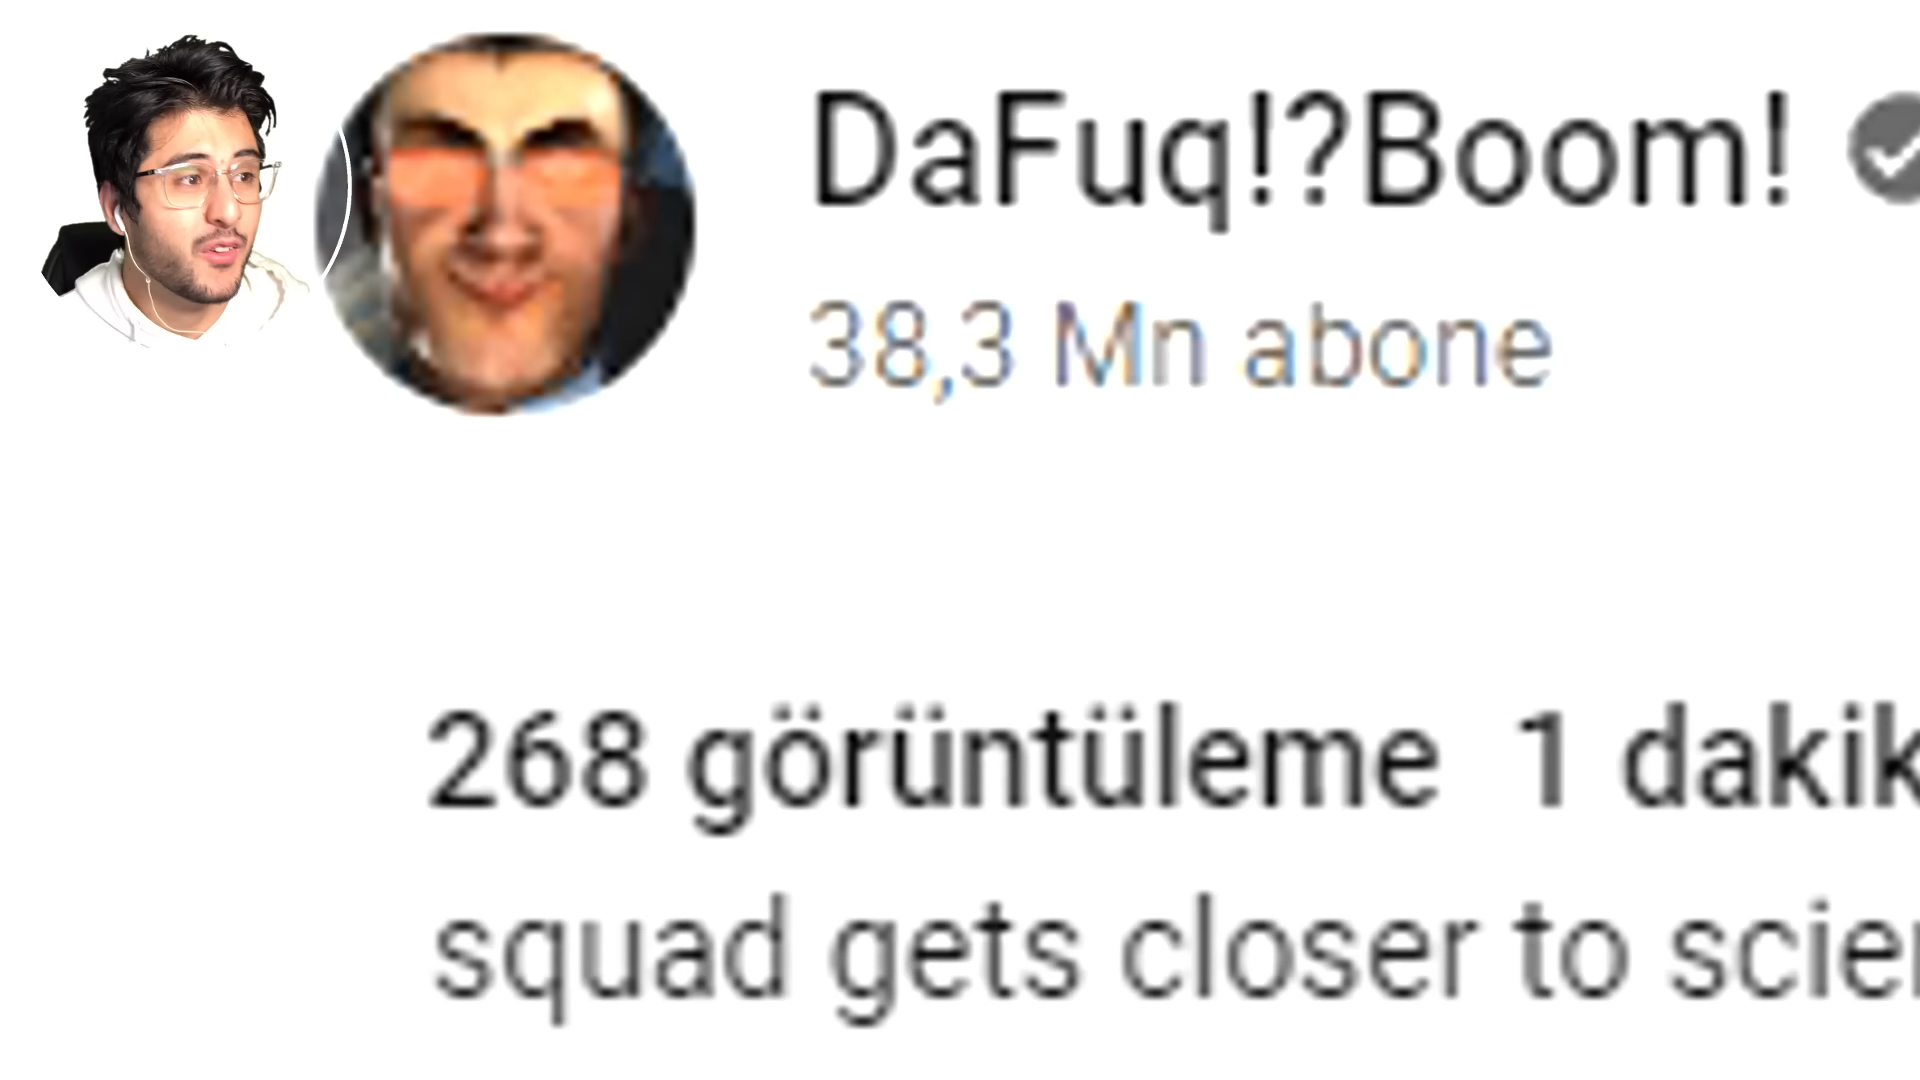 DaFuq!?Boom!
38,3 Mn abone
268 görüntüleme 1 dakik
squad gets closer to scie